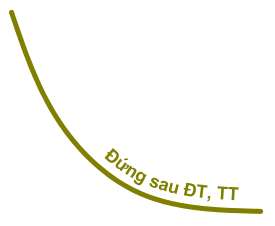 Đứng sau ĐT, TT